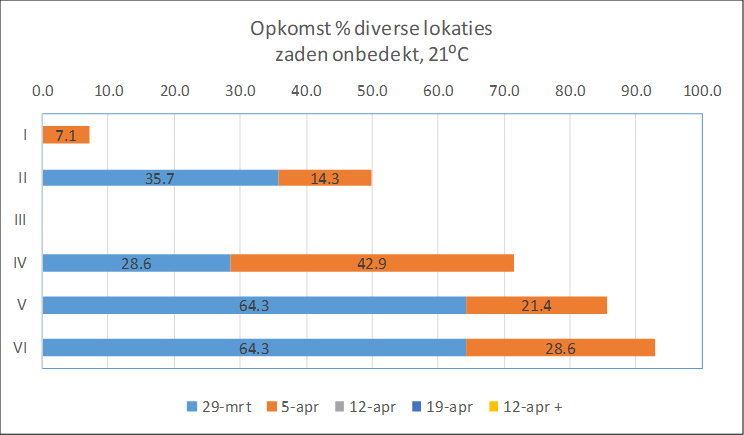 Opkomst % diverse lokaties
zaden onbedekt, 21⁰C
0.0 10.0 20.0 30.0 40.0 50.0 60.0 70.0 80.0 90.0 100.0
I 7.1
II 35.7 14.3
III
IV 28.6 42.9
V 64.3 21.4
VI 64.3 28.6
29-mrt 5-apr 12-apr 19-apr 12-apr +